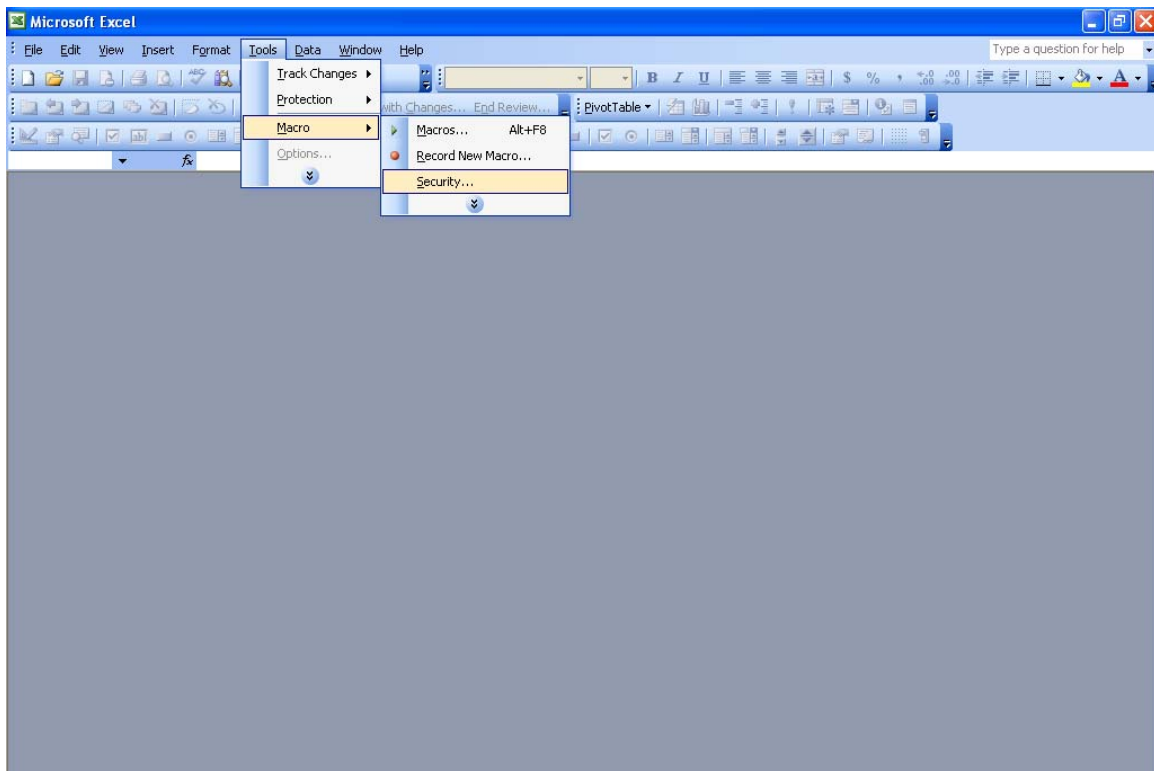 Microsoft Excel
File Edit View Insert Format Tools Data Window Help Type a question for help
Track Changes
B I U $ % ,
Protection
with Changes... End Review... PivotTable
Macro
Macros... Alt+F8
Options...
Record New Macro...
fx
Security...